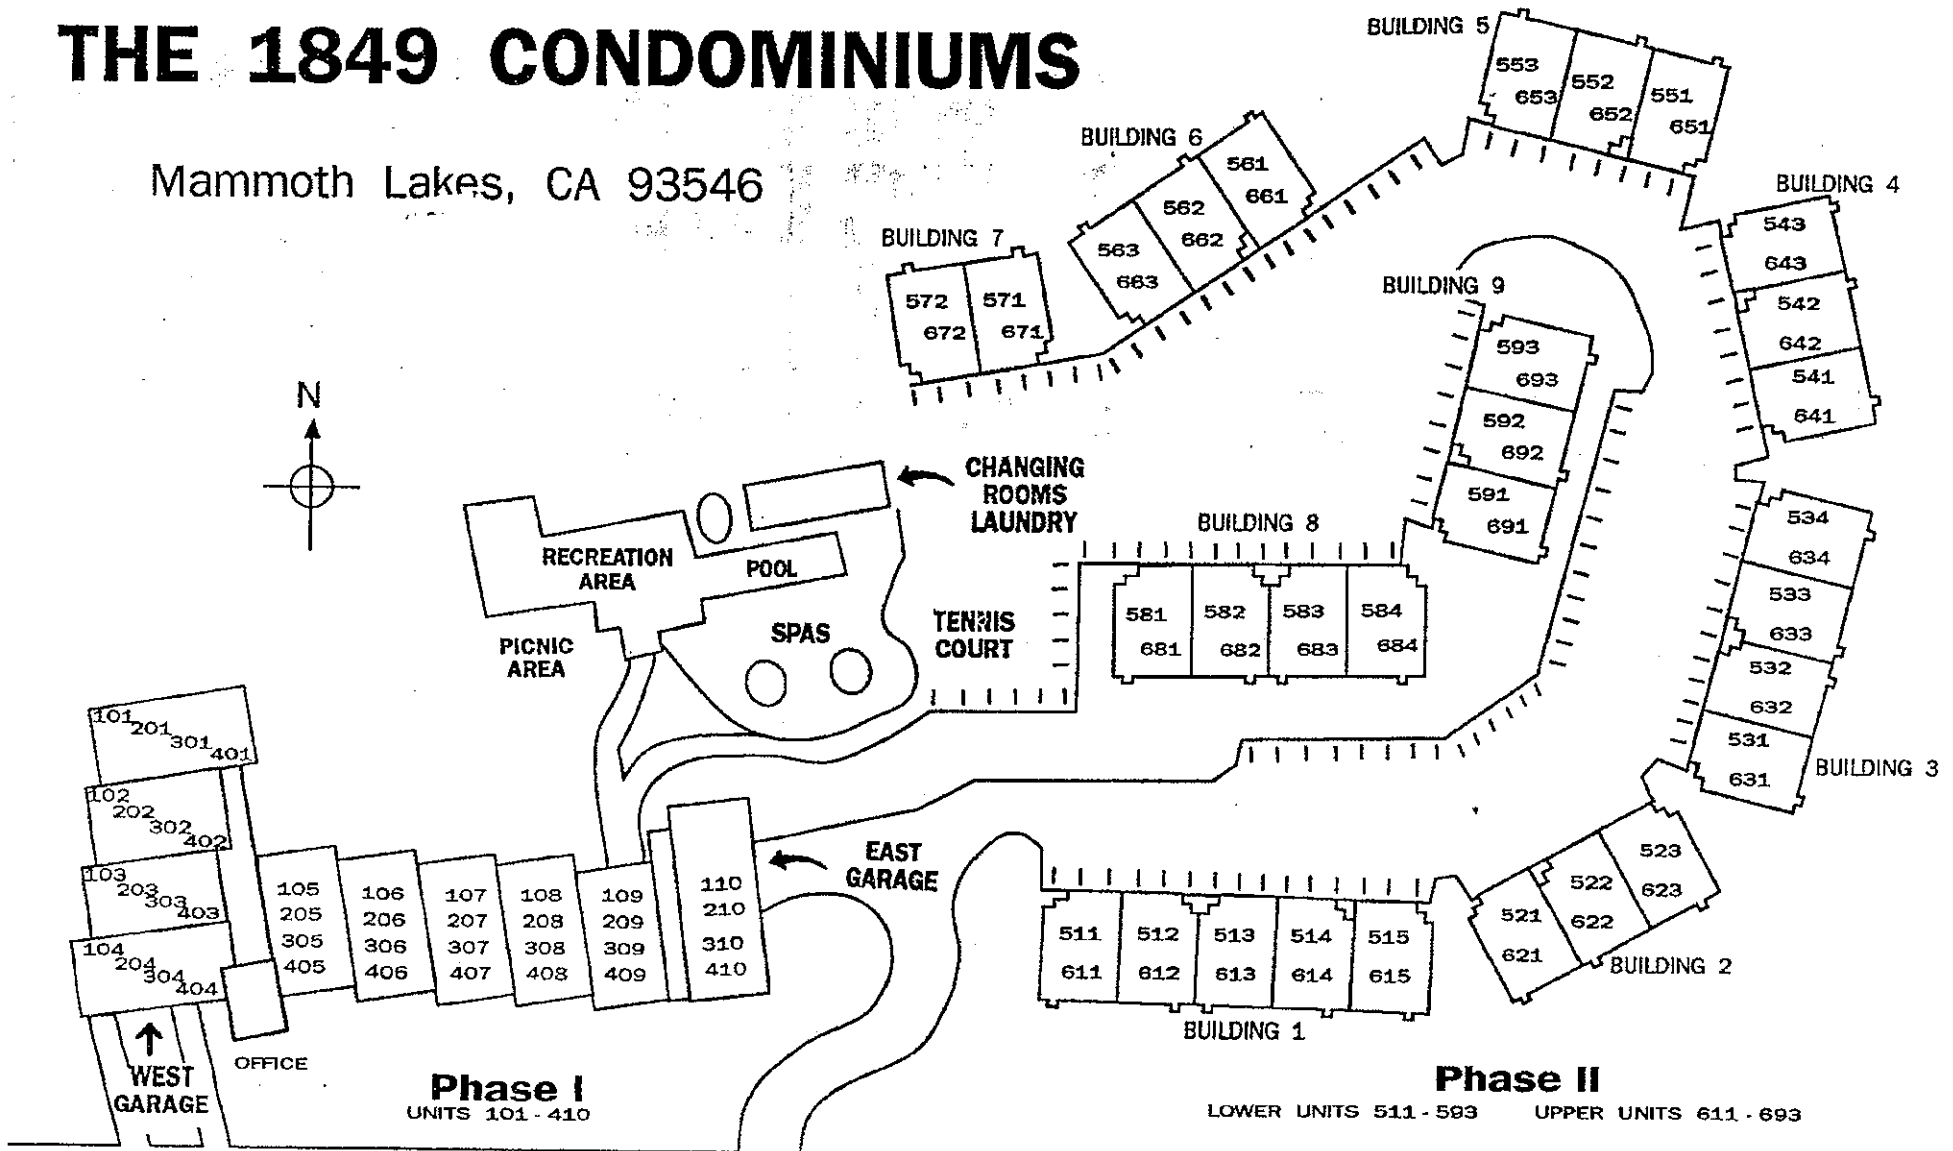 THE 1849 CONDOMINIUMS
Mammoth Lakes, CA 93546
BUILDING 5
553 653
552 652
551 651
BUILDING 6
561 661
562 662
563 663
BUILDING 7
572 672
571 671
BUILDING 4
543
643
542
642
541
641
BUILDING 9
593
693
592
692
591
691
N
CHANGING
ROOMS
LAUNDRY
RECREATION
AREA
POOL
PICNIC
AREA
SPAS
TENNIS
COURT
BUILDING 8
581 582 583 584
681 682 683 684
534
634
533
633
532
632
531
631
BUILDING 3
101 201 301 401
102 202 302 402
103 203 303 403
104 204 304 404
105 106 107 108 109 110
205 206 207 208 209 210
305 306 307 308 309 310
405 406 407 408 409 410
EAST
GARAGE
511 512 513 514 515
611 612 613 614 615
BUILDING 1
523
623
522
622
521
621
BUILDING 2
OFFICE
WEST
GARAGE
Phase I
UNITS 101 - 410
Phase II
LOWER UNITS 511 - 593 UPPER UNITS 611 - 693